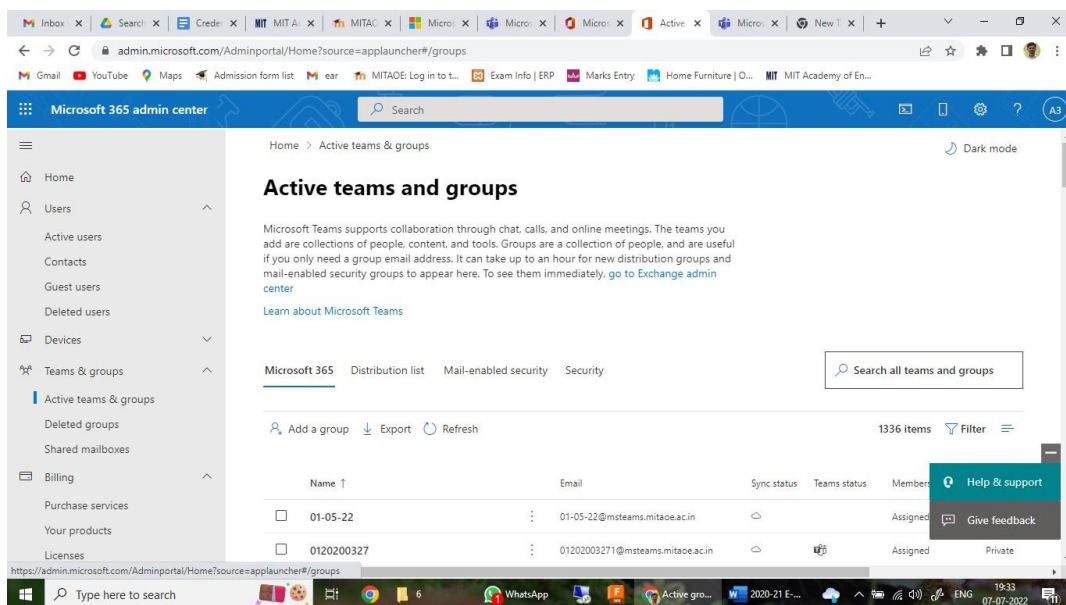 Inbox
Search
Creder
MIT MIT Ac
MITAC
Micros
Micros
Micros
Active
Micros
New T
admin.microsoft.com/Adminportal/Home?source=applauncher#/groups
Gmail YouTube Maps Admission form list ear MITAOE: Log in to t... Exam Info | ERP Marks Entry Home Furniture | O... MIT MIT Academy of En...
Microsoft 365 admin center
Search
? A3
Home > Active teams & groups
Dark mode
Home
Users
Active users
Contacts
Guest users
Deleted users
Devices
Teams & groups
Active teams & groups
Deleted groups
Shared mailboxes
Billing
Purchase services
Your products
Licenses
Active teams and groups
Microsoft Teams supports collaboration through chat, calls, and online meetings. The teams you
add are collections of people, content, and tools. Groups are a collection of people, and are useful
if you only need a group email address. It can take up to an hour for new distribution groups and
mail-enabled security groups to appear here. To see them immediately, go to Exchange admin
center
Learn about Microsoft Teams
Microsoft 365 Distribution list Mail-enabled security Security
Search all teams and groups
Add a group Export Refresh
1336 items Filter
Name ↑ Email Sync status Teams status Members
01-05-22 01-05-22@msteams.mitaoe.ac.in Assigned
0120200327 01202003271@msteams.mitaoe.ac.in Assigned Private
Help & support
Give feedback
https://admin.microsoft.com/Adminportal/Home?source=applauncher#/groups
Type here to search
6
WhatsApp
Active gro...
2020-21 E-...
ENG
19:33
07-07-2022